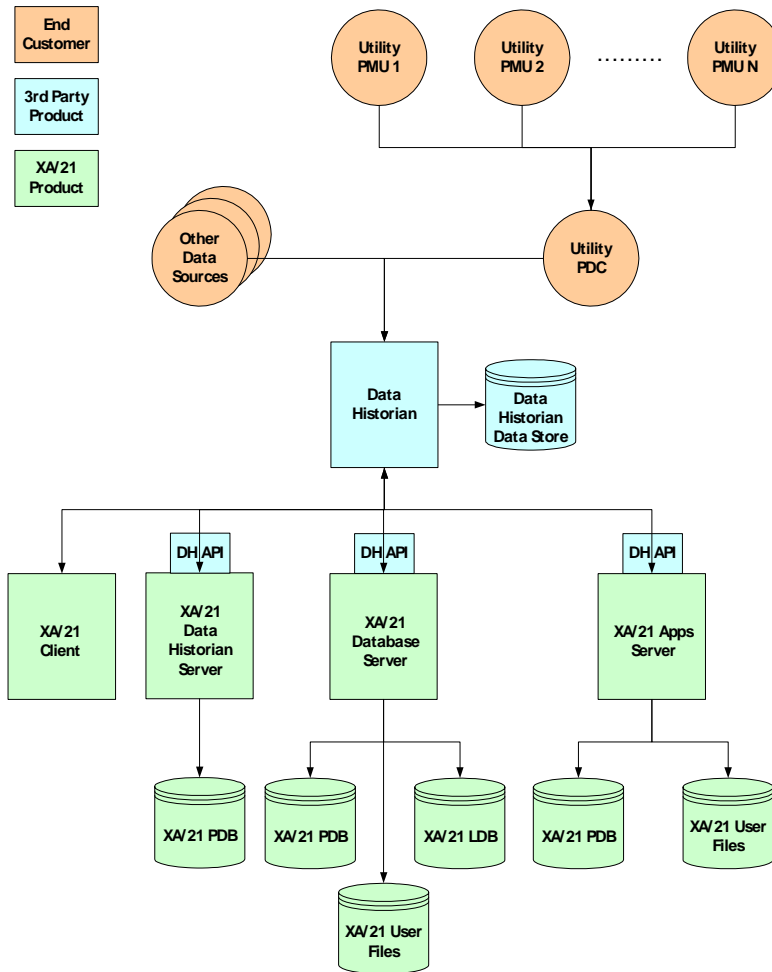 End
Customer
3rd Party
Product
XA/21
Product
Utility
PMU 1
Utility
PMU 2
.........
Utility
PMU N
Other
Data
Sources
Utility
PDC
Data
Historian
Data
Historian
Data Store
DH API
DH API
DH API
XA/21
Client
XA/21
Data
Historian
Server
XA/21
Database
Server
XA/21 Apps
Server
XA/21 PDB
XA/21 PDB
XA/21 LDB
XA/21 PDB
XA/21 User
Files
XA/21 User
Files